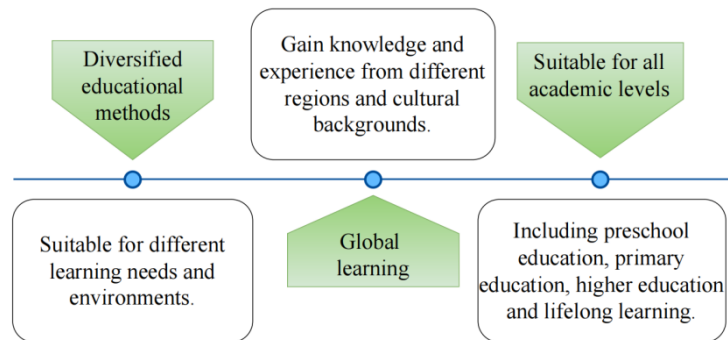 Diversified
educational
methods
Suitable for different
learning needs and
environments.
Gain knowledge and
experience from different
regions and cultural
backgrounds.
Global
learning
Suitable for all
academic levels
Including preschool
education, primary
education, higher education
and lifelong learning.